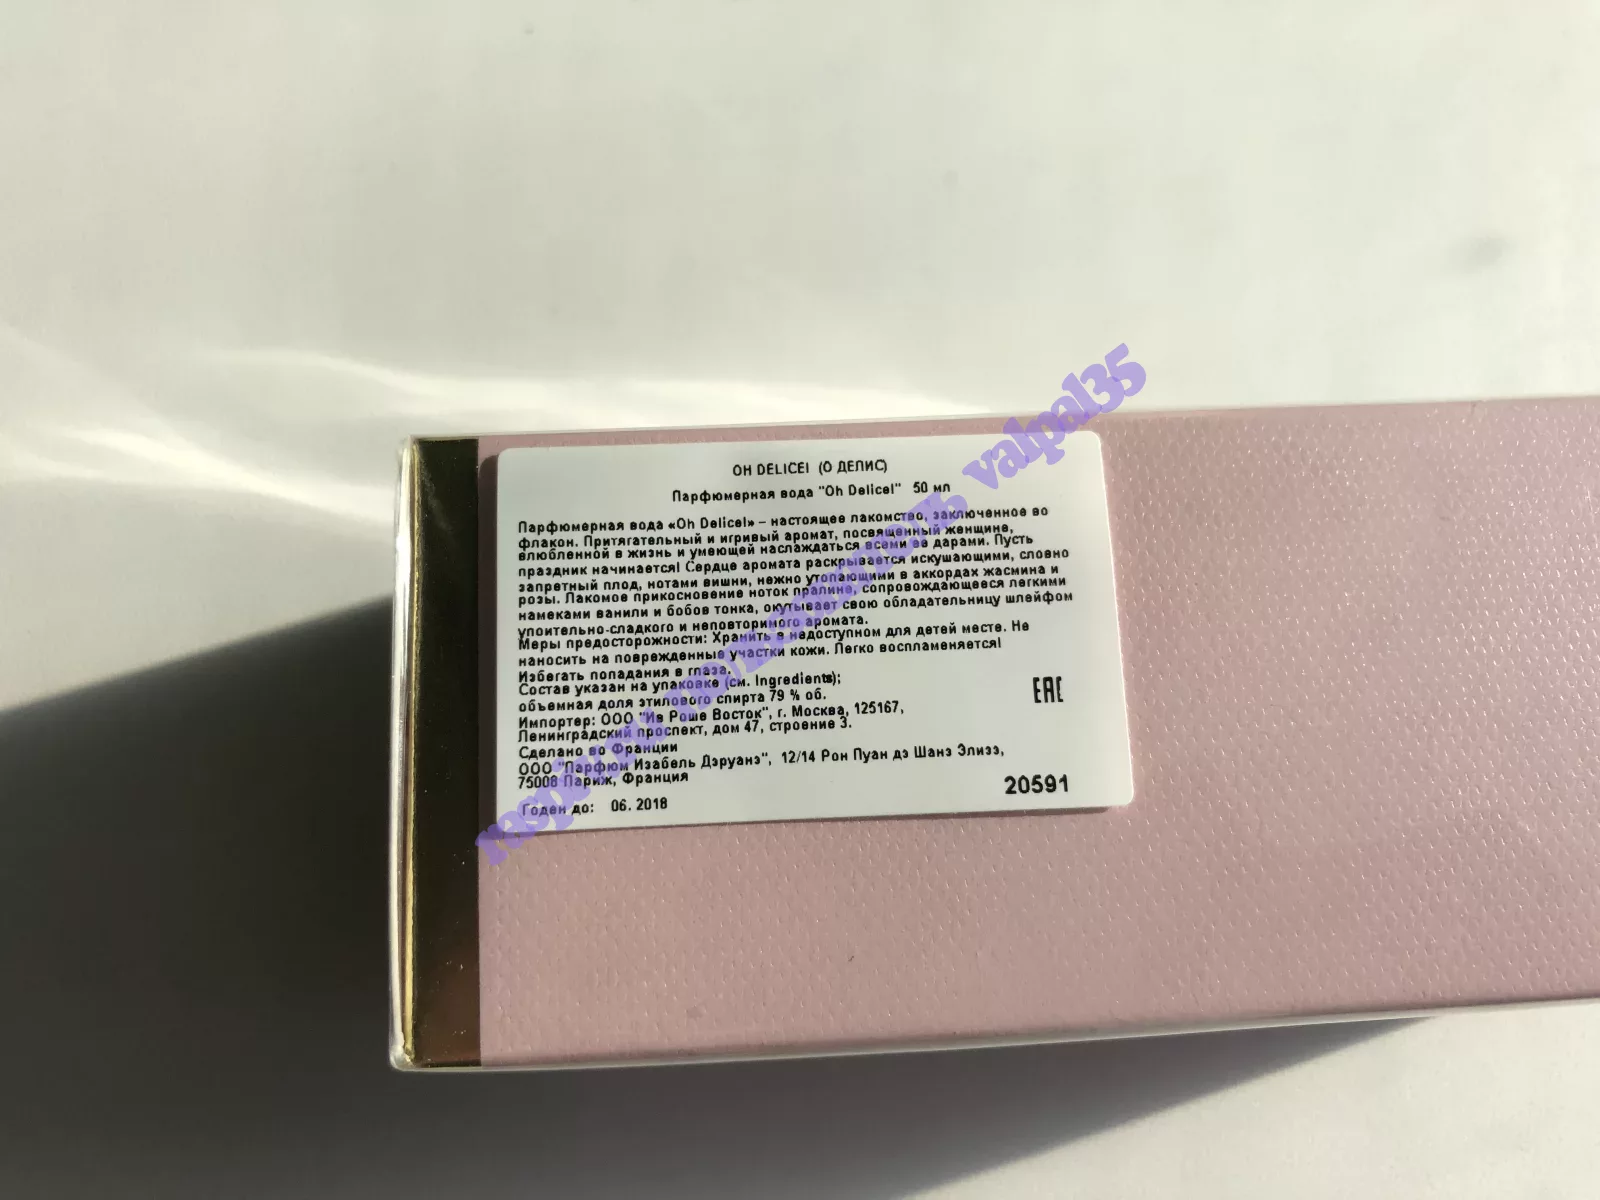 OH DELICE! (О ДЕЛИС)
Парфюмерная вода "Oh Delice!" 50 мл
Парфюмерная вода «Oh Delice!» – настоящее лакомство, заключенное во
флакон. Притягательный и игривый аромат, посвященный женщине,
влюбленной в жизнь и умеющей наслаждаться всеми ее дарами. Пусть
праздник начинается! Сердце аромата раскрывается искушающими, словно
запретный плод, нотами вишни, нежно утопающими в аккордах жасмина и
розы. Лакомое прикосновение ноток пралине, сопровождающееся легкими
намеками ванили и бобов тонка, окутывает свою обладательницу шлейфом
упоительно-сладкого и неповторимого аромата.
Меры предосторожности: Хранить в недоступном для детей месте. Не
наносить на поврежденные участки кожи. Легко воспламеняется!
Избегать попадания в глаза.
Состав указан на упаковке (см. Ingredients);
объемная доля этилового спирта 79 % об.
EAC
Импортер: ООО "Ив Роше Восток", г. Москва, 125167,
Ленинградский проспект, дом 47, строение 3.
Сделано во Франции
ООО "Парфюм Изабель Дэруанэ", 12/14 Рон Пуан дэ Шанз Элизэ,
75008 Париж, Франция
20591
Годен до: 06. 2018
valpal35